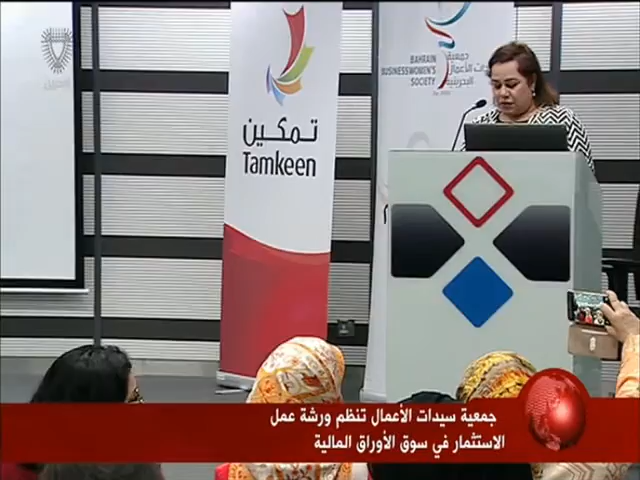 تمكين
Tamkeen
BAHRAIN
BUSINESSWOMEN'S
SOCIETY
جمعية
سيدات الأعمال
البحرينية
جمعية سيدات الأعمال تنظم ورشة عمل
الاستثمار في سوق الأوراق المالية